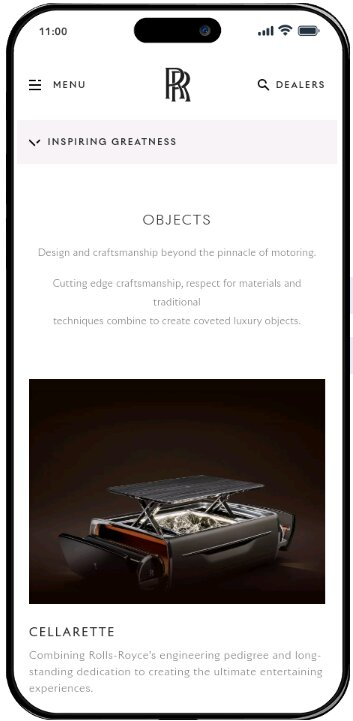 11:00
MENU
RR
DEALERS
INSPIRING GREATNESS
OBJECTS
Design and craftsmanship beyond the pinnacle of motoring.
Cutting edge craftsmanship, respect for materials and
traditional
techniques combine to create coveted luxury objects.
CELLARETTE
Combining Rolls-Royce's engineering pedigree and long-
standing dedication to creating the ultimate entertaining
experiences.